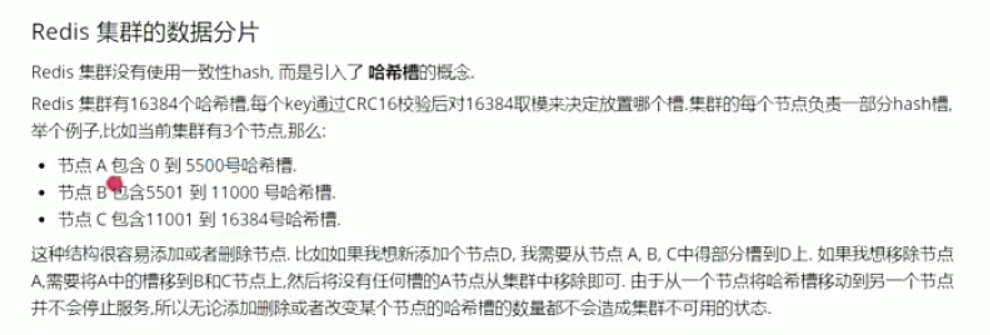 Redis 集群的数据分片
Redis 集群没有使用一致性hash, 而是引入了 哈希槽的概念.
Redis 集群有16384个哈希槽,每个key通过CRC16校验后对16384取模来决定放置哪个槽.集群的每个节点负责一部分hash槽,
举个例子,比如当前集群有3个节点,那么:
• 节点 A 包含 0 到 5500号哈希槽.
• 节点 B 包含5501 到 11000 号哈希槽.
• 节点 C 包含11001 到 16384号哈希槽.
这种结构很容易添加或者删除节点. 比如如果我想新添加个节点D, 我需要从节点 A, B, C中得部分槽到D上. 如果我想移除节点
A,需要将A中的槽移到B和C节点上,然后将没有任何槽的A节点从集群中移除即可. 由于从一个节点将哈希槽移动到另一个节点
并不会停止服务,所以无论添加删除或者改变某个节点的哈希槽的数量都不会造成集群不可用的状态.